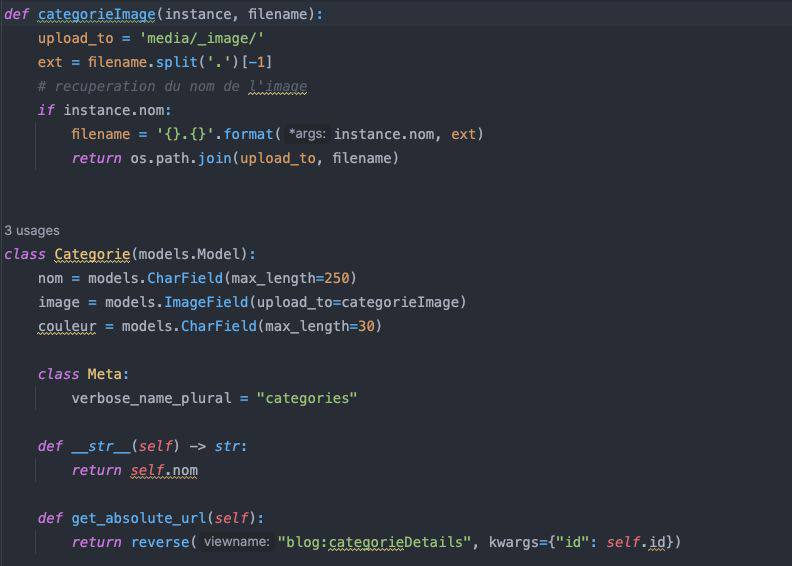 def categorieImage(instance, filename):
    upload_to = 'media/_image/'
    ext = filename.split('.')[-1]
    # recuperation du nom de l'image
    if instance.nom:
        filename = '{}.{}'.format( *args: instance.nom, ext)
        return os.path.join(upload_to, filename)
3 usages
class Categorie(models.Model):
    nom = models.CharField(max_length=250)
    image = models.ImageField(upload_to=categorieImage)
    couleur = models.CharField(max_length=30)
    class Meta:
        verbose_name_plural = "categories"
    def __str__(self) -> str:
        return self.nom
    def get_absolute_url(self):
        return reverse( viewname: "blog:categorieDetails", kwargs={"id": self.id})